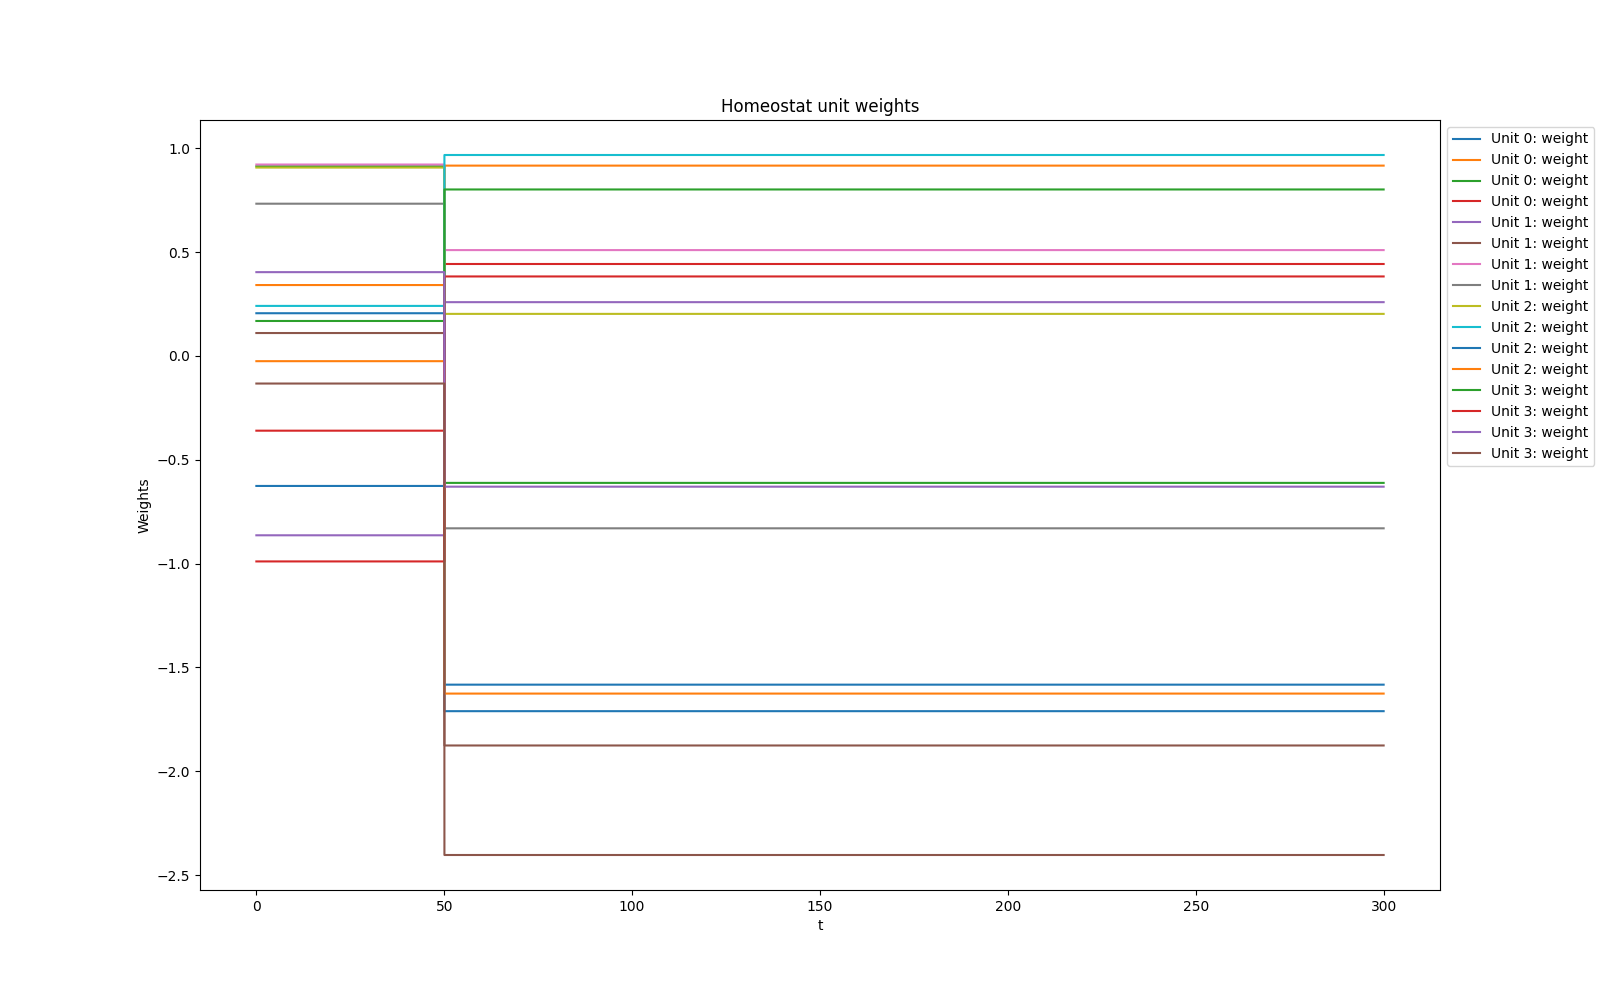 Homeostat unit weights
Weights
1.0
0.5
0.0
−0.5
−1.0
−1.5
−2.0
−2.5
0
50
100
150
200
250
300
t
Unit 0: weight
Unit 0: weight
Unit 0: weight
Unit 0: weight
Unit 1: weight
Unit 1: weight
Unit 1: weight
Unit 1: weight
Unit 2: weight
Unit 2: weight
Unit 2: weight
Unit 2: weight
Unit 3: weight
Unit 3: weight
Unit 3: weight
Unit 3: weight